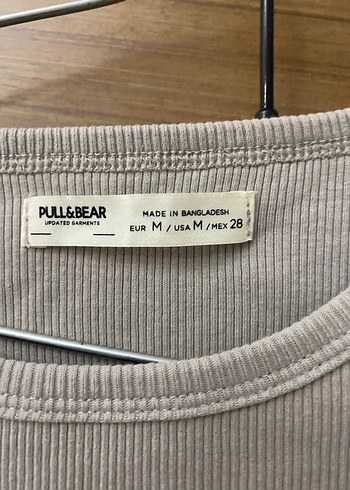 PULL&BEAR
UPDATED GARMENTS
MADE IN BANGLADESH
EUR M / USA M / MEX 28